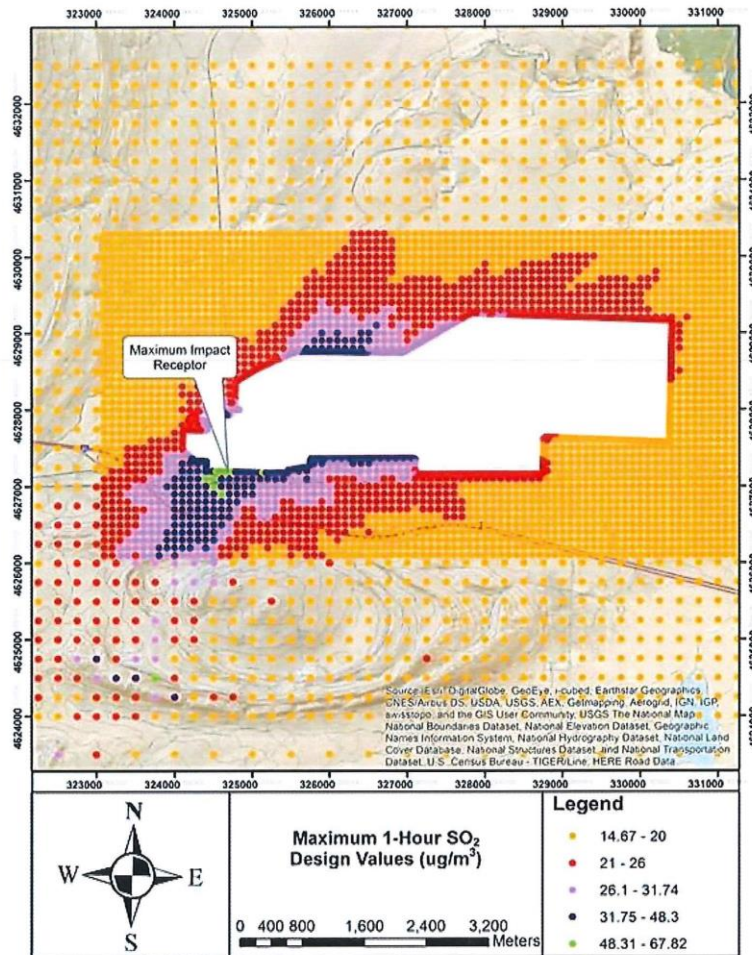 323000 324000 325000 326000 327000 328000 329000 330000 331000
4632000
4631000
4630000
4629000
4628000
4627000
4626000
4625000
4624000
Maximum Impact
Receptor
Source: Esri, DigitalGlobe, GeoEye, i-cubed, Earthstar Geographics,
CNES/Airbus DS, USDA, USGS, AEX, Getmapping, Aerogrid, IGN, IGP,
swisstopo, and the GIS User Community, USGS The National Map
National Boundaries Dataset, National Elevation Dataset, Geographic
Names Information System, National Hydrography Dataset, National Land
Cover Database, National Structures Dataset, and National Transportation
Dataset, U.S. Census Bureau - TIGER/Line, HERE Road Data
323000 324000 325000 326000 327000 328000 329000 330000 331000
N
W E
S
Maximum 1-Hour SO₂
Design Values (ug/m³)
0 400 800 1,600 2,400 3,200
Meters
Legend
14.67 - 20
21 - 26
26.1 - 31.74
31.75 - 48.3
48.31 - 67.82